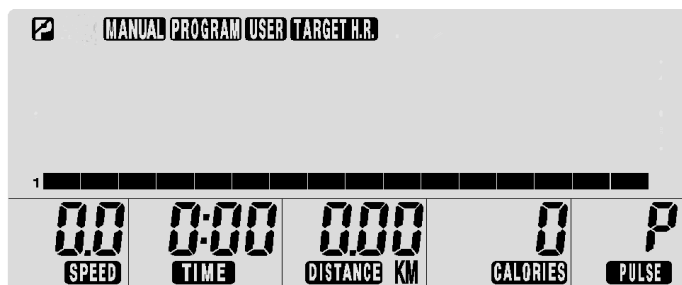 P MANUAL PROGRAM USER TARGET H.R.
1
0.0 0:00 0.00 0 P
SPEED TIME DISTANCE KM CALORIES PULSE